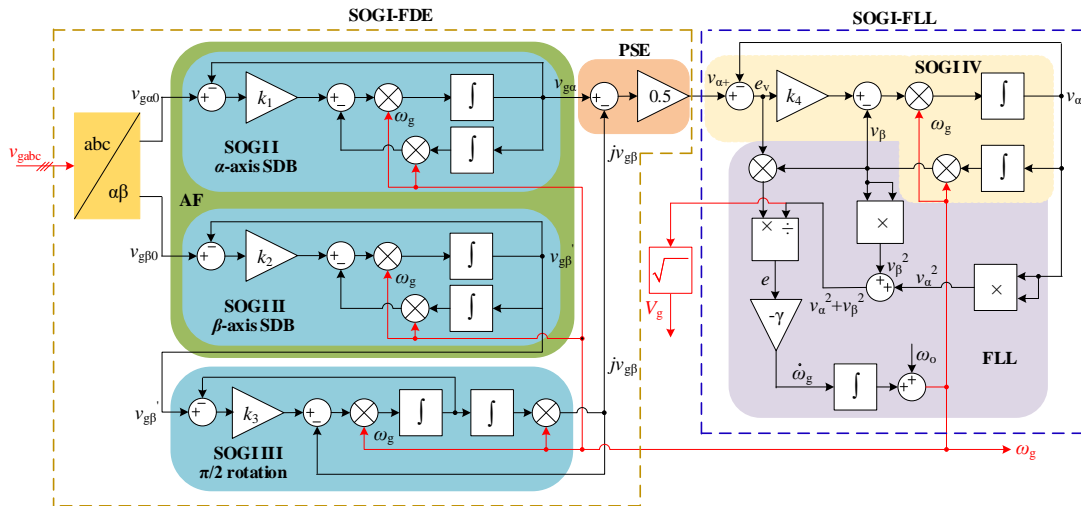 SOGI-FDE
SOGI-FLL
v_gabc
abc
αβ
v_gα0
v_gβ0
AF
+ −
k_1
+ −
ω_g
∫
∫
SOGI I
α-axis SDB
v_gα
+ −
k_2
+ −
ω_g
∫
∫
SOGI II
β-axis SDB
v_gβ'
v_gβ'
+ −
k_3
+ −
ω_g
∫
∫
SOGI III
π/2 rotation
PSE
+ −
0.5
jv_gβ
jv_gβ
v_α+
+ −
e_v
k_4
+ −
SOGI IV
ω_g
∫
∫
v_α
v_β
× ÷
×
×
√
V_g
e
-γ
v_β^2
+ +
v_α^2
v_α^2+v_β^2
ω̇_g
∫
+ +
ω_o
FLL
ω_g